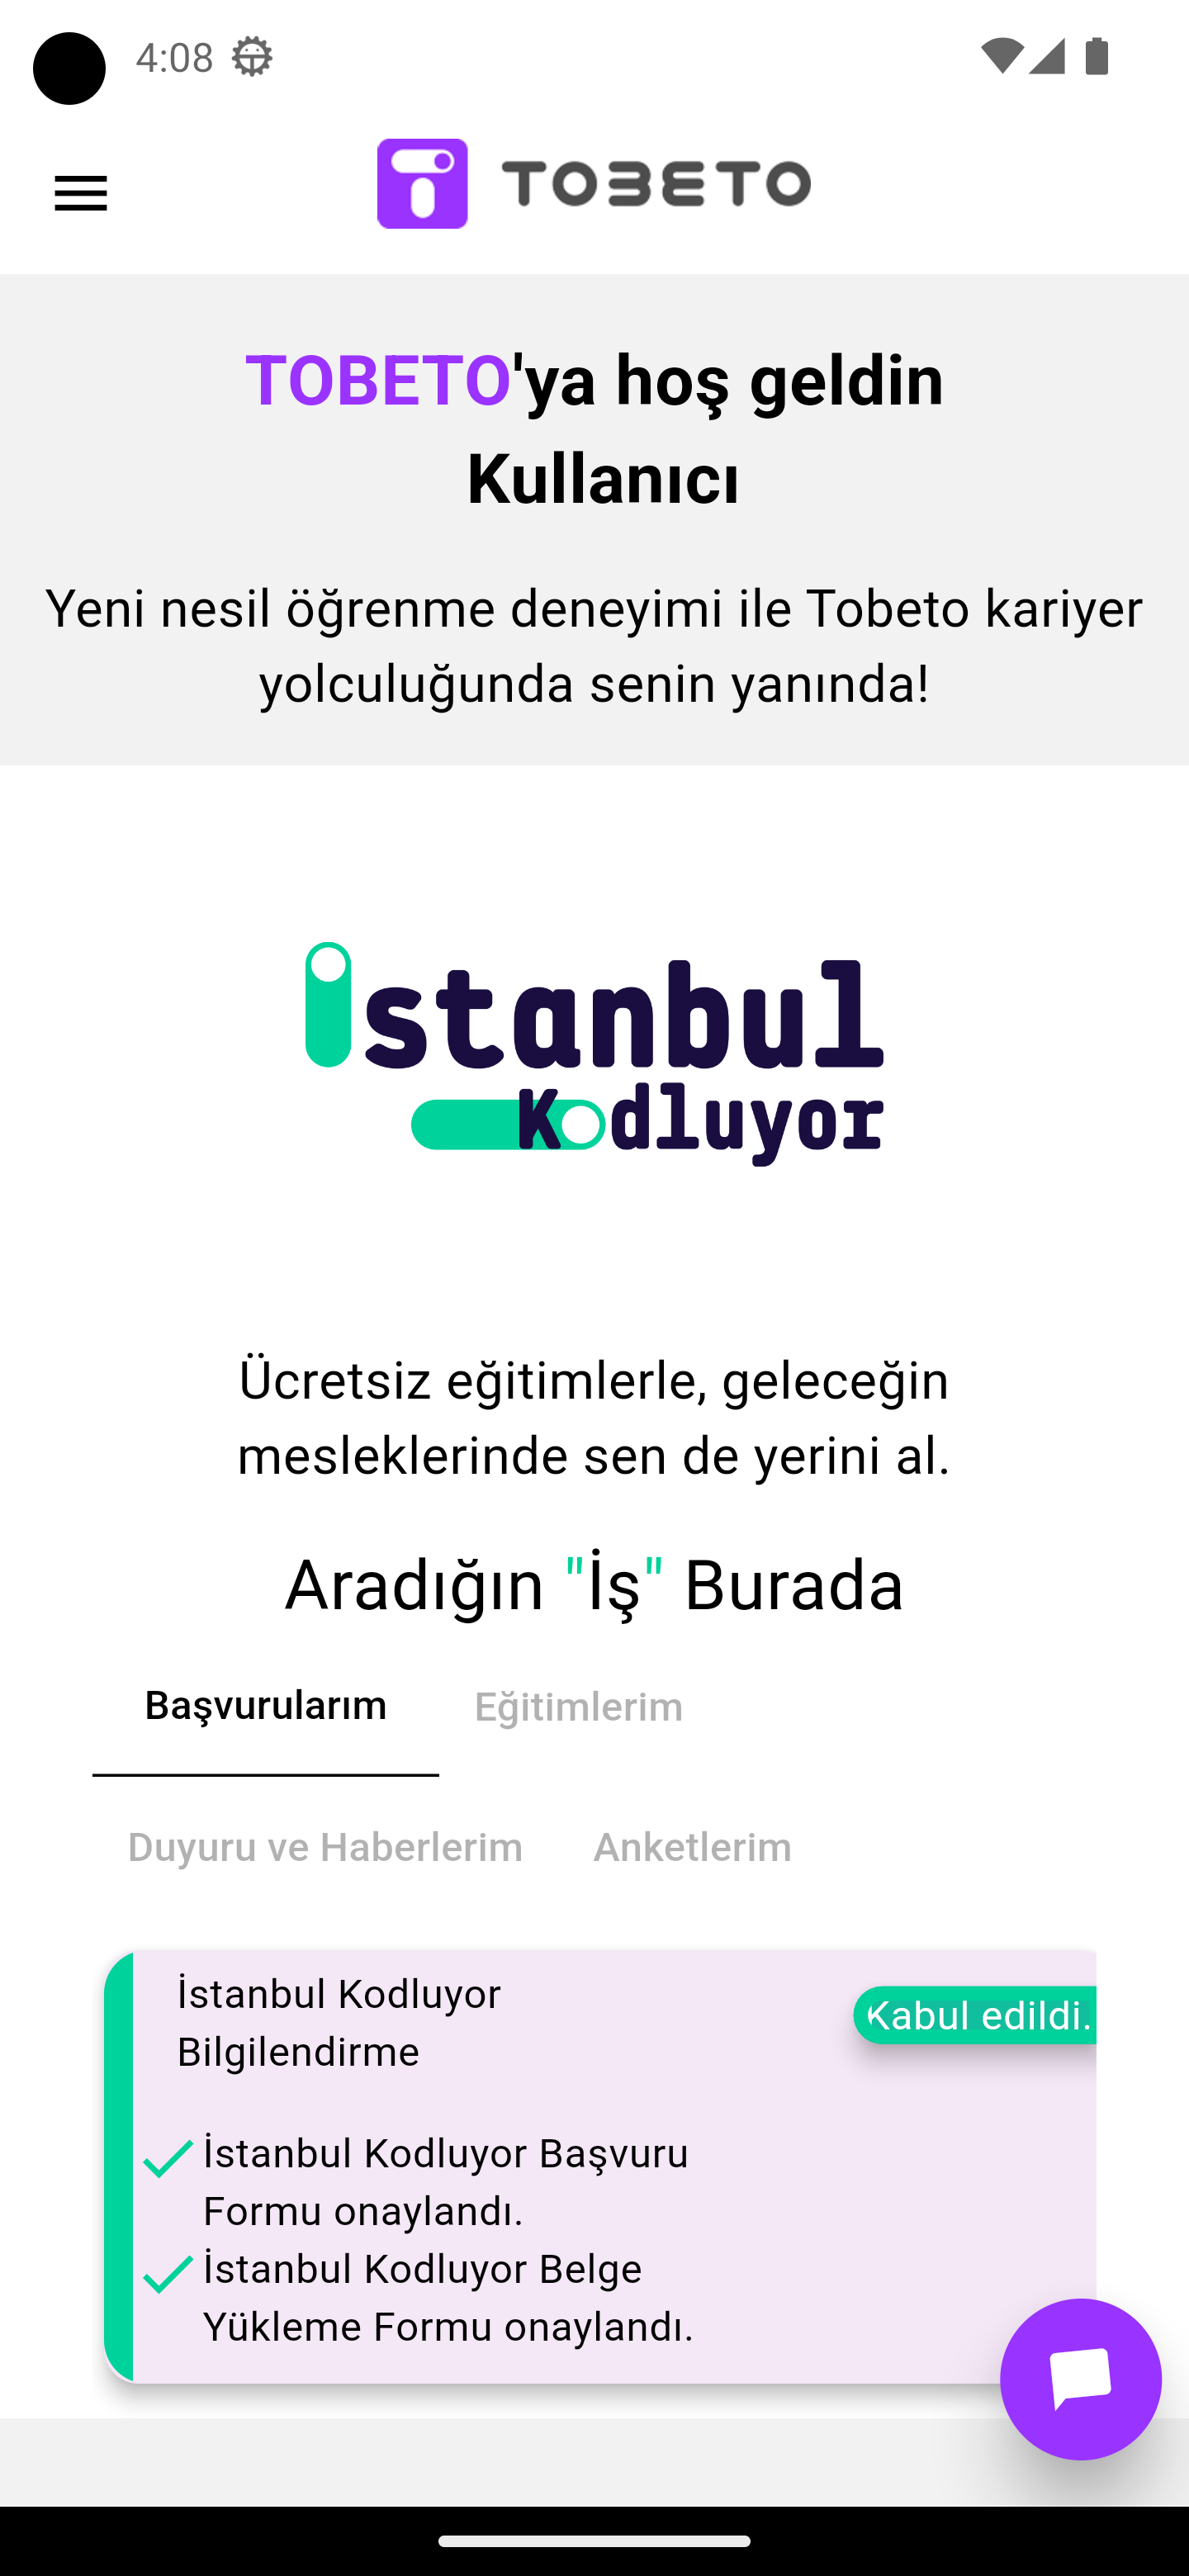 4:08
TOBETO
TOBETO'ya hoş geldin
Kullanıcı
Yeni nesil öğrenme deneyimi ile Tobeto kariyer
yolculuğunda senin yanında!
istanbul
Kodluyor
Ücretsiz eğitimlerle, geleceğin
mesleklerinde sen de yerini al.
Aradığın "İş" Burada
Başvurularım Eğitimlerim
Duyuru ve Haberlerim Anketlerim
İstanbul Kodluyor
Bilgilendirme
Kabul edildi.
İstanbul Kodluyor Başvuru
Formu onaylandı.
İstanbul Kodluyor Belge
Yükleme Formu onaylandı.